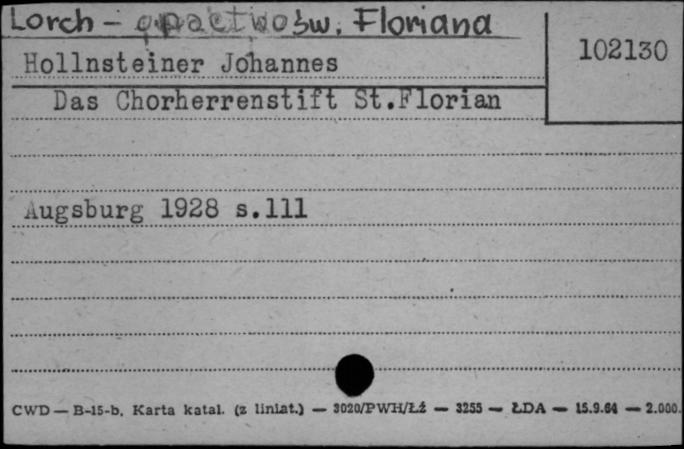 Lorch - opactwo św. Floriana
102130
Hollnsteiner Johannes
Das Chorherrenstift St.Florian
Augsburg 1928 s.111
CWD — B-15-b. Karta katal. (z liniat.) — 3020/PWH/Łź — 3255 — ŁDA — 15.9.64 — 2.000.